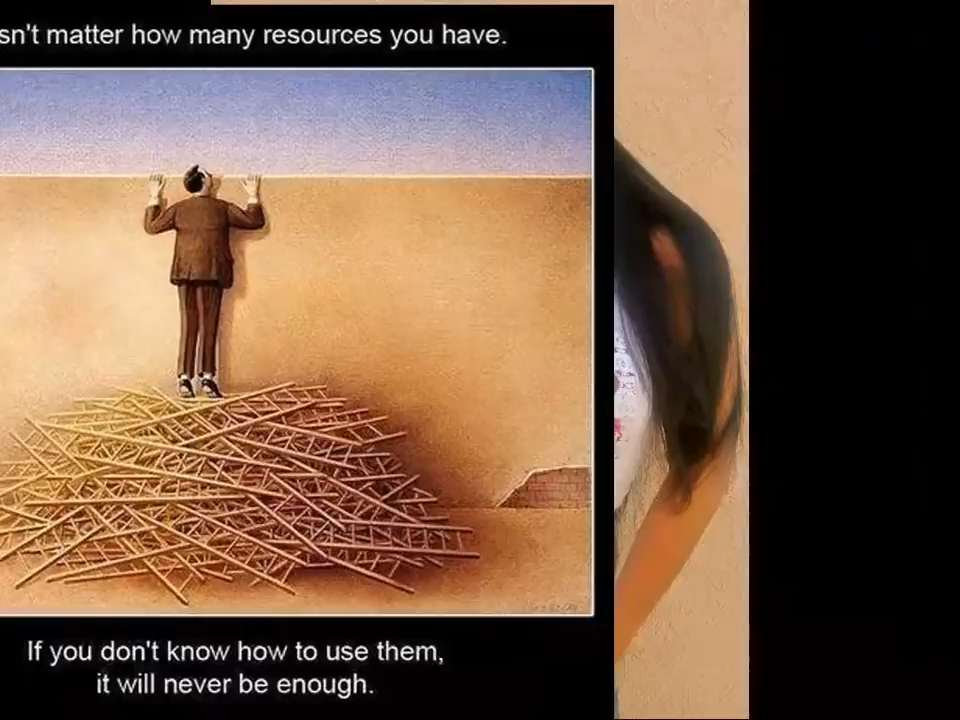 sn't matter how many resources you have.
If you don't know how to use them,
it will never be enough.